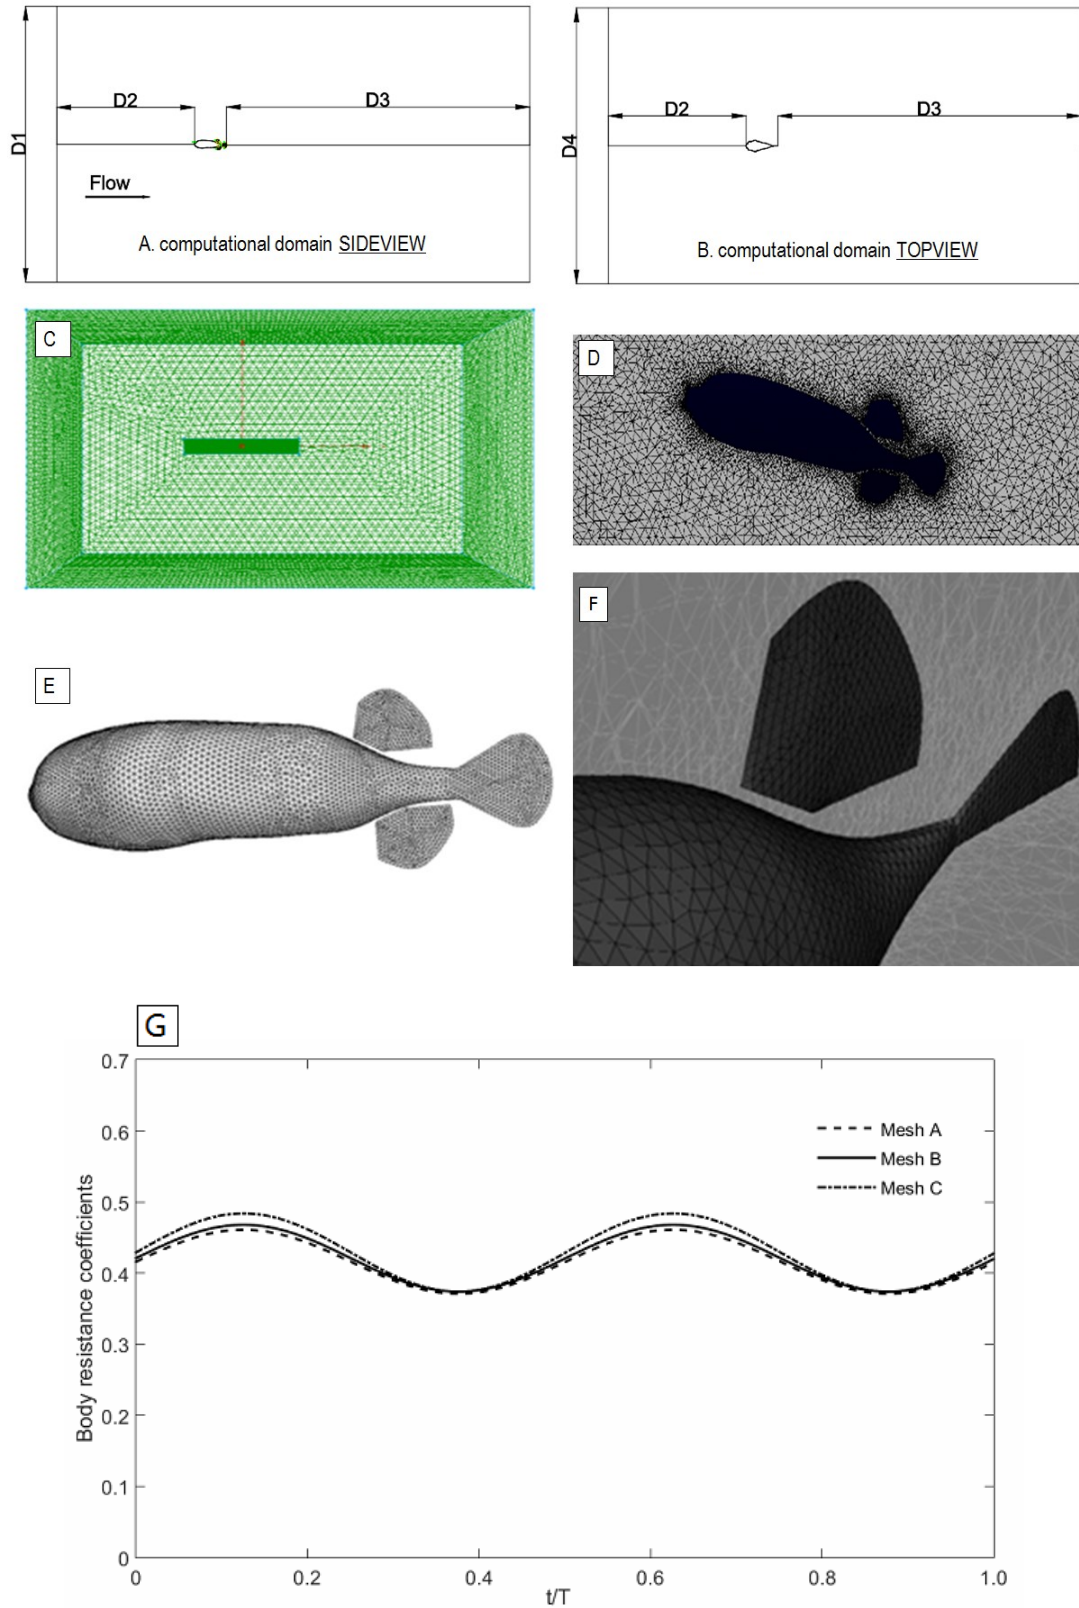 D1
D2
D3
Flow
A. computational domain SIDEVIEW
D4
D2
D3
B. computational domain TOPVIEW
C
D
E
F
G
Body resistance coefficients
0.7
0.6
0.5
0.4
0.3
0.2
0.1
0
Mesh A
Mesh B
Mesh C
0 0.2 0.4 0.6 0.8 1.0
t/T